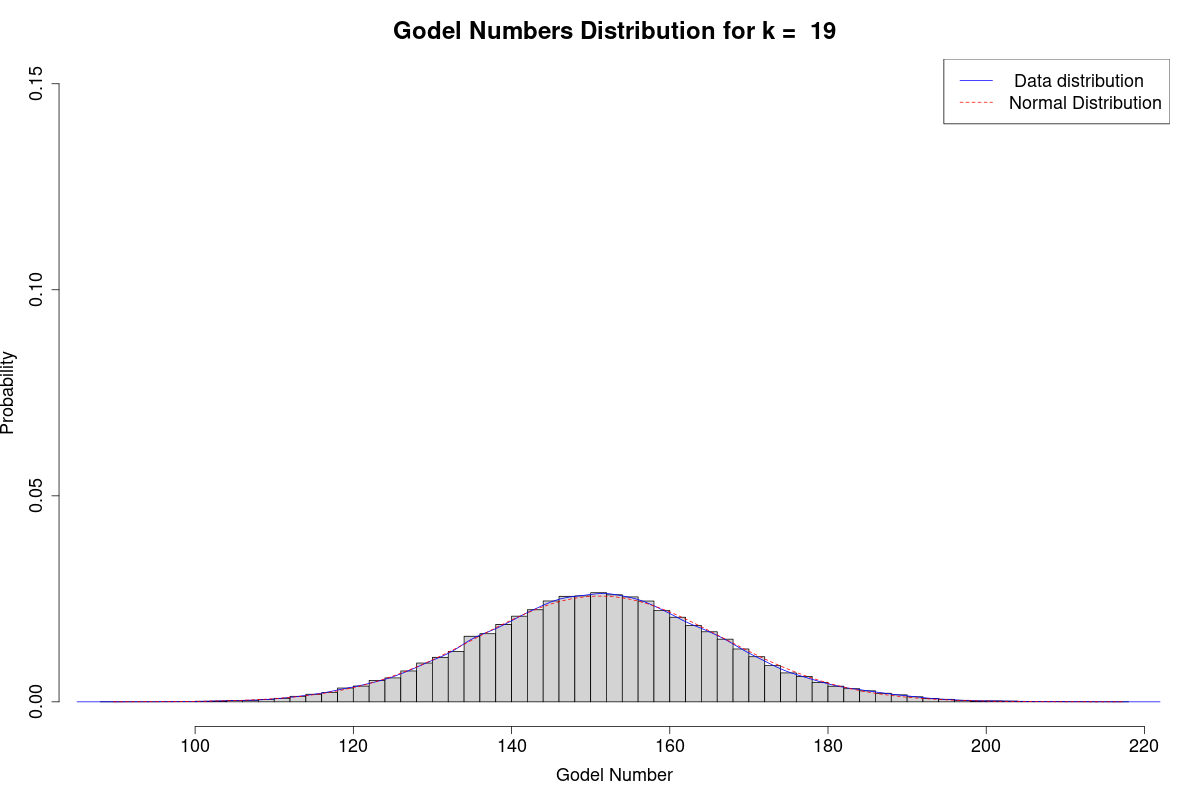 Godel Numbers Distribution for k =  19
Data distribution
Normal Distribution
0.15
0.10
0.05
0.00
Probability
100 120 140 160 180 200 220
Godel Number